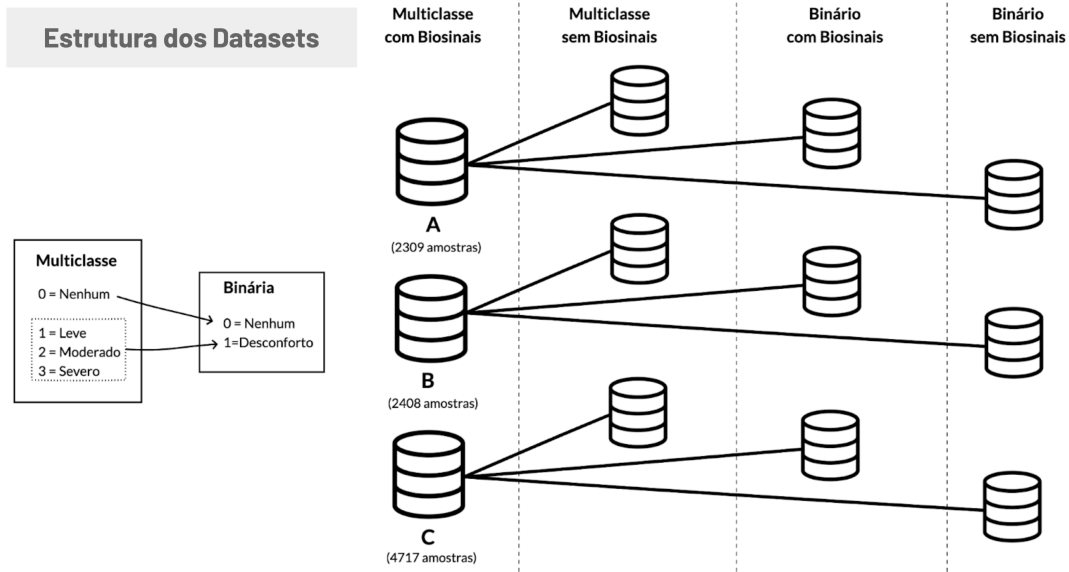 Estrutura dos Datasets
Multiclasse
com Biosinais
Multiclasse
sem Biosinais
Binário
com Biosinais
Binário
sem Biosinais
A
(2309 amostras)
B
(2408 amostras)
C
(4717 amostras)
Multiclasse
0 = Nenhum
1 = Leve
2 = Moderado
3 = Severo
Binária
0 = Nenhum
1=Desconforto